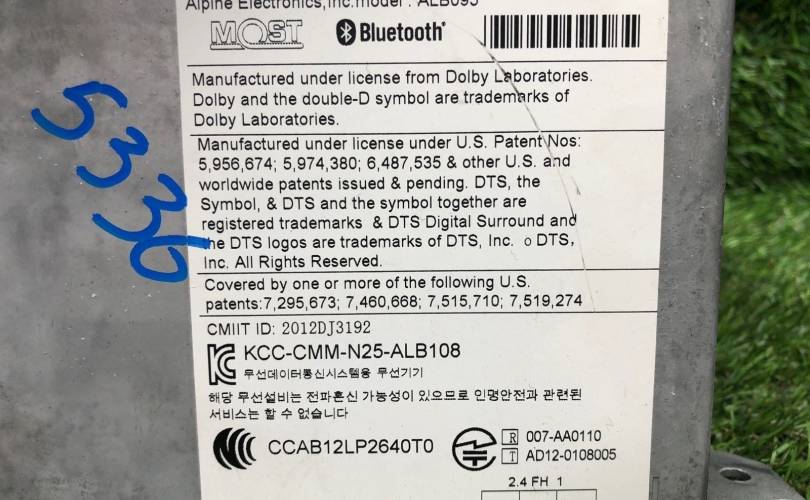 Alpine Electronics,Inc.model : ALB095
MOST Bluetooth®
Manufactured under license from Dolby Laboratories.
Dolby and the double-D symbol are trademarks of
Dolby Laboratories.
Manufactured under license under U.S. Patent Nos:
5,956,674; 5,974,380; 6,487,535 & other U.S. and
worldwide patents issued & pending. DTS, the
Symbol, & DTS and the symbol together are
registered trademarks & DTS Digital Surround and
the DTS logos are trademarks of DTS, Inc. o DTS,
Inc. All Rights Reserved.
Covered by one or more of the following U.S.
patents:7,295,673; 7,460,668; 7,515,710; 7,519,274
CMIIT ID: 2012DJ3192
KCC-CMM-N25-ALB108
무선데이터통신시스템용 무선기기
해당 무선설비는 전파혼신 가능성이 있으므로 인명안전과 관련된
서비스는 할 수 없습니다
CCAB12LP2640T0
R 007-AA0110
T AD12-0108005
2.4 FH 1
5336